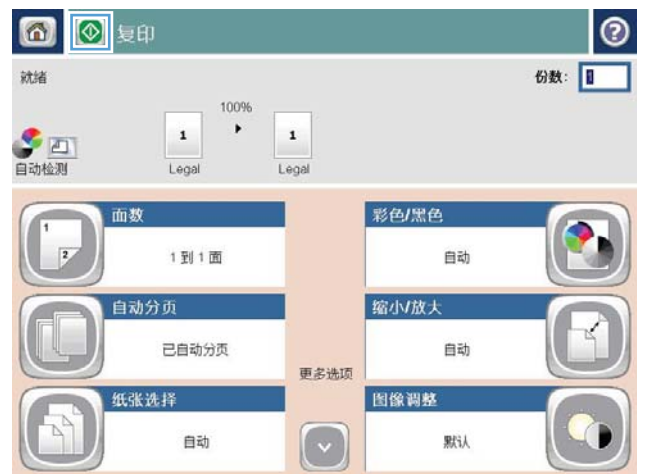 复印
就绪
份数: 1
100%
1 1
自动检测 Legal Legal
面数 彩色/黑色
1 2
1 到 1 面 自动
自动分页 缩小/放大
已自动分页 自动
更多选项
纸张选择 图像调整
自动 默认